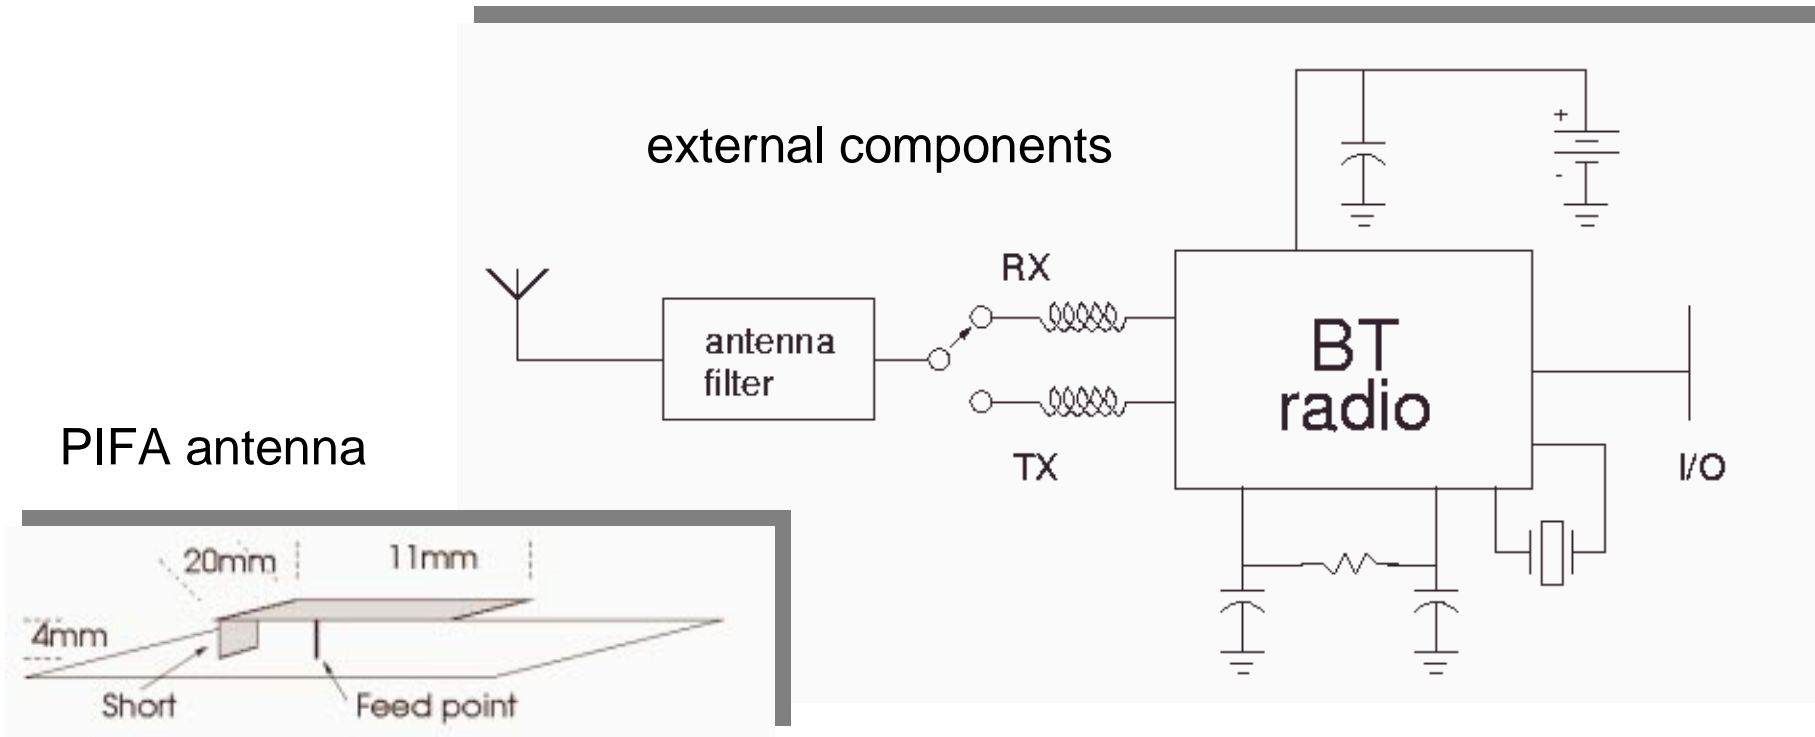 external components
+
-
RX
antenna
filter
BT
radio
TX
I/O
PIFA antenna
20mm
11mm
4mm
Short
Feed point